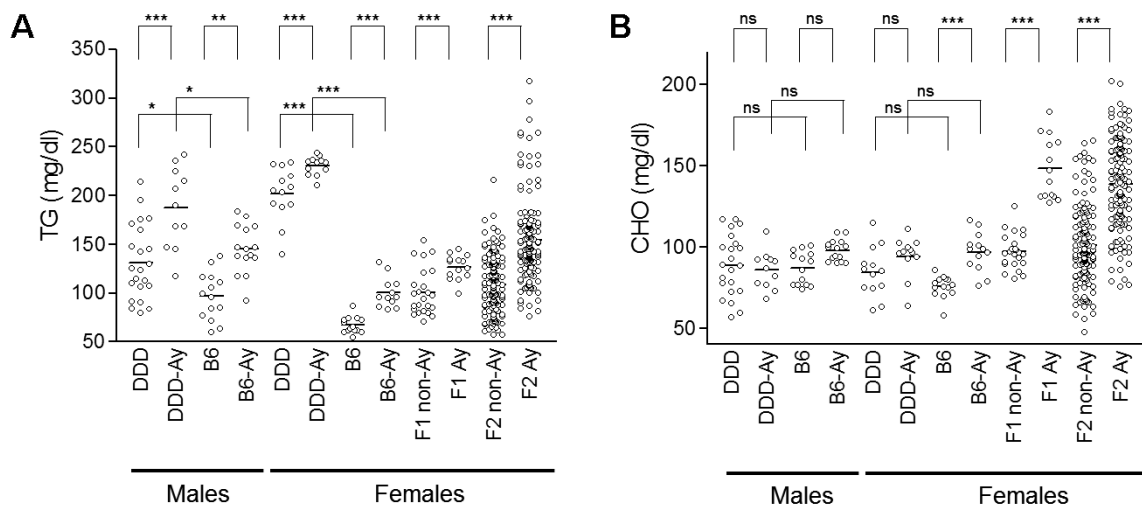 A
*** ** *** *** *** ***
* * *** ***
TG (mg/dl)
350
300
250
200
150
100
50
DDD
DDD-Ay
B6
B6-Ay
DDD
DDD-Ay
B6
B6-Ay
F1 non-Ay
F1 Ay
F2 non-Ay
F2 Ay
Males
Females
B
ns ns ns *** *** ***
ns ns ns ns
CHO (mg/dl)
200
150
100
50
DDD
DDD-Ay
B6
B6-Ay
DDD
DDD-Ay
B6
B6-Ay
F1 non-Ay
F1 Ay
F2 non-Ay
F2 Ay
Males
Females